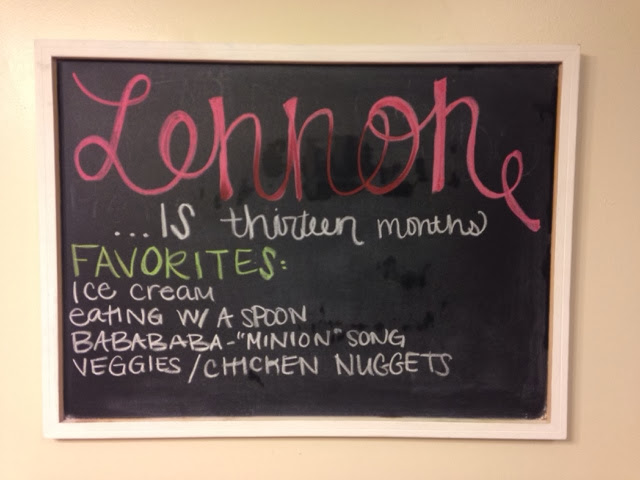 Lennon
...IS thirteen months
FAVORITES:
ICE CREAM
EATING W/ A SPOON
BABABABA-"MINION" SONG
VEGGIES/CHICKEN NUGGETS